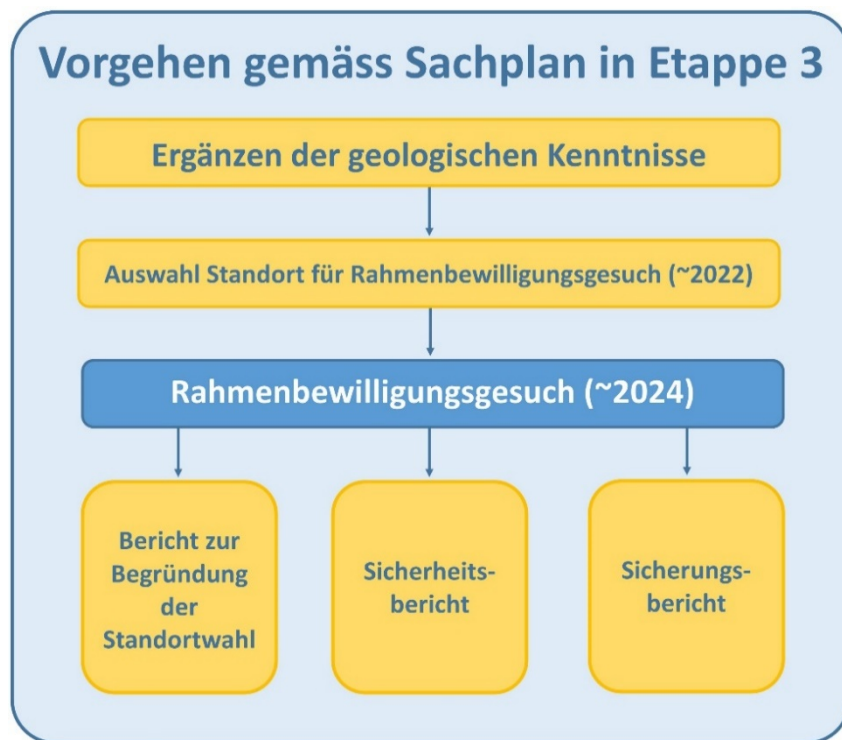 Vorgehen gemäss Sachplan in Etappe 3
Ergänzen der geologischen Kenntnisse
Auswahl Standort für Rahmenbewilligungsgesuch (~2022)
Rahmenbewilligungsgesuch (~2024)
Bericht zur
Begründung
der
Standortwahl
Sicherheits-
bericht
Sicherungs-
bericht